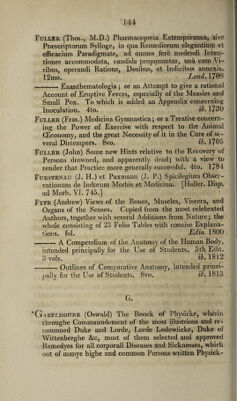 144
FULLER (Thos., M.D.) Pharmacopœia Extemporanea, sive
Præscriptorum Sylloge, in qua Remediorum elegantium et
efficacium Paradigmate, ad omnes ferè medendi Inten-
tiones accommodata, candide propon​untur, unà cum Vi-
ribus, operandi Ratione, Dosibus, et Indicibus annexis.
12mo. Lond. 1708
——— Exanthematologia; or an Attempt to give a rational
Account of Eruptive Fevers, especially of the Measles and
Small Pox. To which is added an Appendix concerning
Inoculation. 4to. ib. 1730
FULLER (Fras.) Medicina Gymnastica; or a Treatise concern-
ing the Power of Exercise with respect to the Animal
Œconomy, and the great Necessity of it in the Cure of se-
veral Distempers. 8vo. ib. 1705
FULLER (John) Some new Hints relative to the Recovery of
Persons drowned, and apparently dead; with a view to
render that Practice more generally successful. 4to. 1784
FURSTENAU (J. H.) et PAXMANN (J. P.) Spicilegium Obser-
vationum de Indorum Morbis et Medicina. [Haller. Disp.
ad Morb. VI. 745.]
FYFE (Andrew) Views of the Bones, Muscles, Viscera, and
Organs of the Senses. Copied from the most celebrated
Authors, together with several Additions from Nature; the
whole consisting of 23 Folio Tables with concise Explana-
tions. fol. Edin. 1800
——— A Compendium of the Anatomy of the Human Body,
intended principally for the Use of Students. 5th Edit.
3 vols. ib. 1812
——— Outlines of Comparative Anatomy, intended princi-
pally for the Use of Students. 8vo. ib. 1813
G.
*GABELHOUER (Oswald) The Boock of Physicke, wherin
throughe Commaundement of the most illustrious and re-
noumned Duke and Lorde, Lorde Lodewicke, Duke of
Wittenberghe &c, most of them selected and approved
Remedyes for all corporall Diseases and Sicknesses, which
out of manye highe and common Persons written Physick-